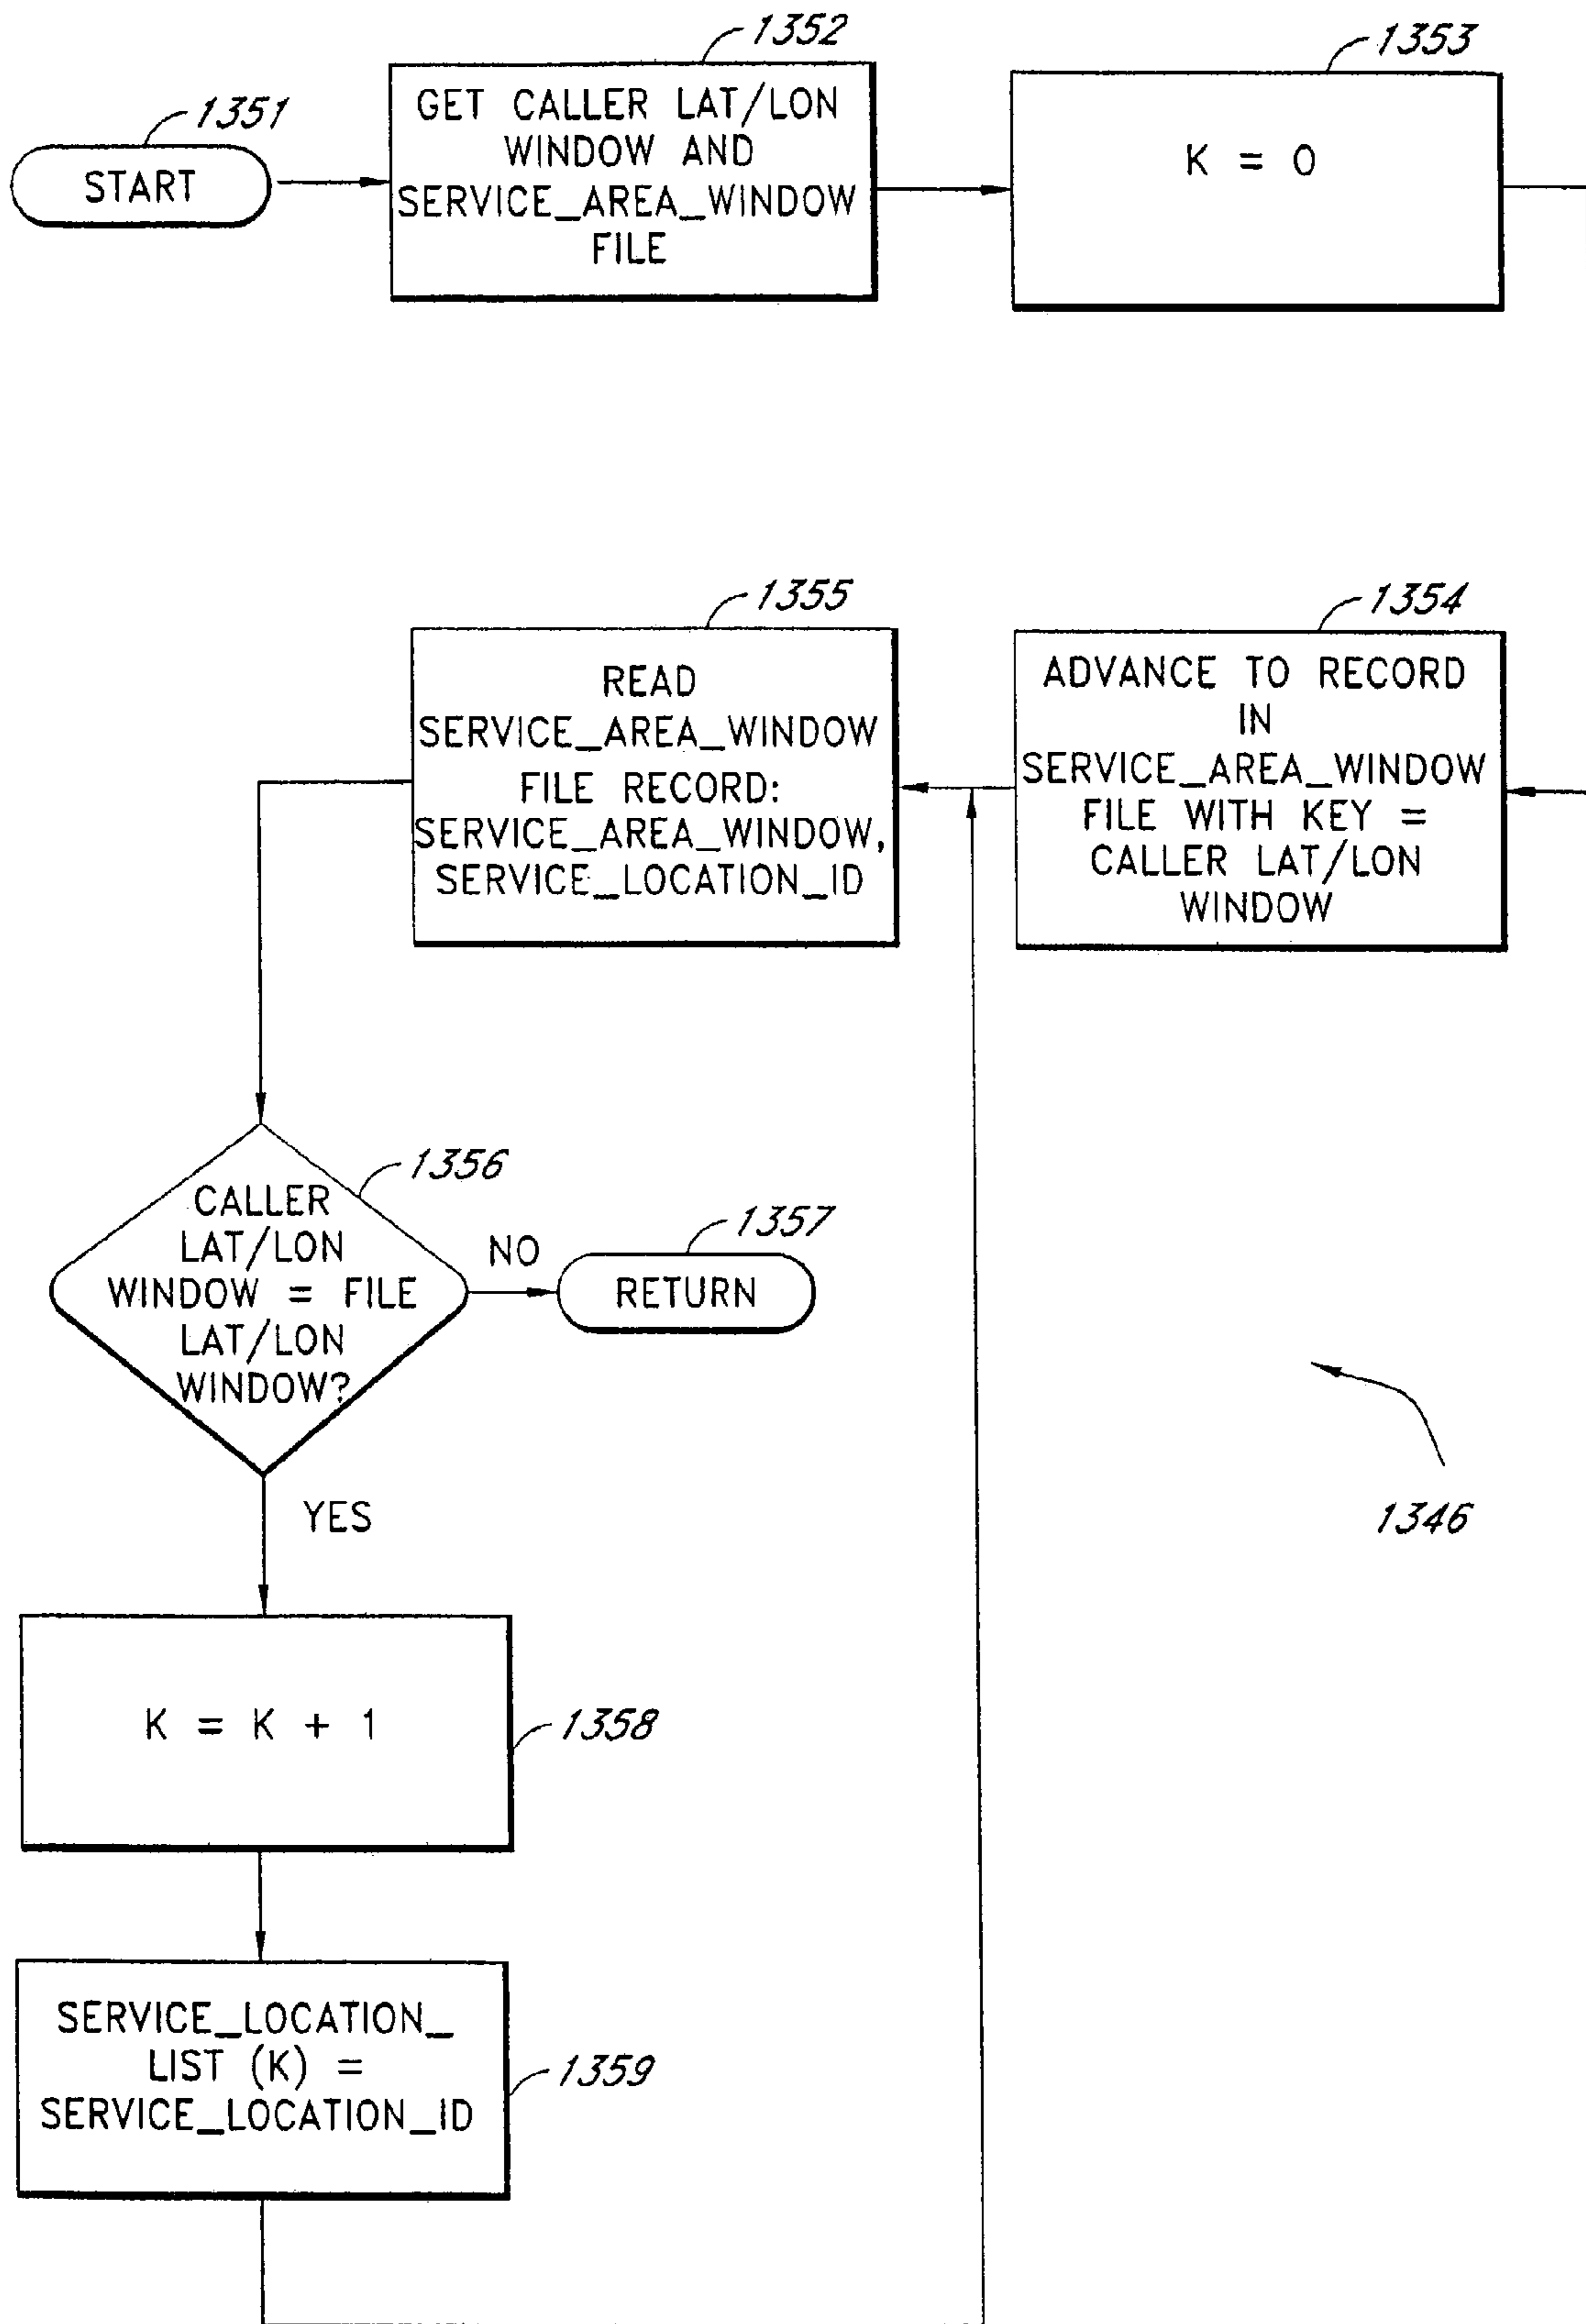 1351
START
1352
GET CALLER LAT/LON
WINDOW AND
SERVICE_AREA_WINDOW
FILE
1353
K = 0
1354
ADVANCE TO RECORD
IN
SERVICE_AREA_WINDOW
FILE WITH KEY =
CALLER LAT/LON
WINDOW
1355
READ
SERVICE_AREA_WINDOW
FILE RECORD:
SERVICE_AREA_WINDOW,
SERVICE_LOCATION_ID
1356
CALLER
LAT/LON
WINDOW = FILE
LAT/LON
WINDOW?
NO
1357
RETURN
YES
1346
K = K + 1
1358
SERVICE_LOCATION_
LIST (K) =
SERVICE_LOCATION_ID
1359